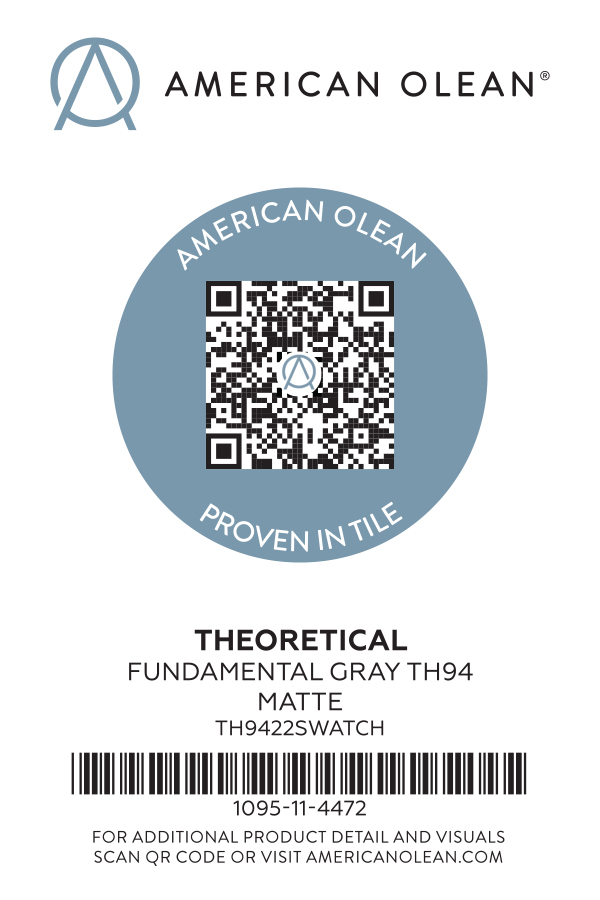 AMERICAN OLEAN®
AMERICAN OLEAN
PROVEN IN TILE
THEORETICAL
FUNDAMENTAL GRAY TH94
MATTE
TH9422SWATCH
1095-11-4472
FOR ADDITIONAL PRODUCT DETAIL AND VISUALS
SCAN QR CODE OR VISIT AMERICANOLEAN.COM